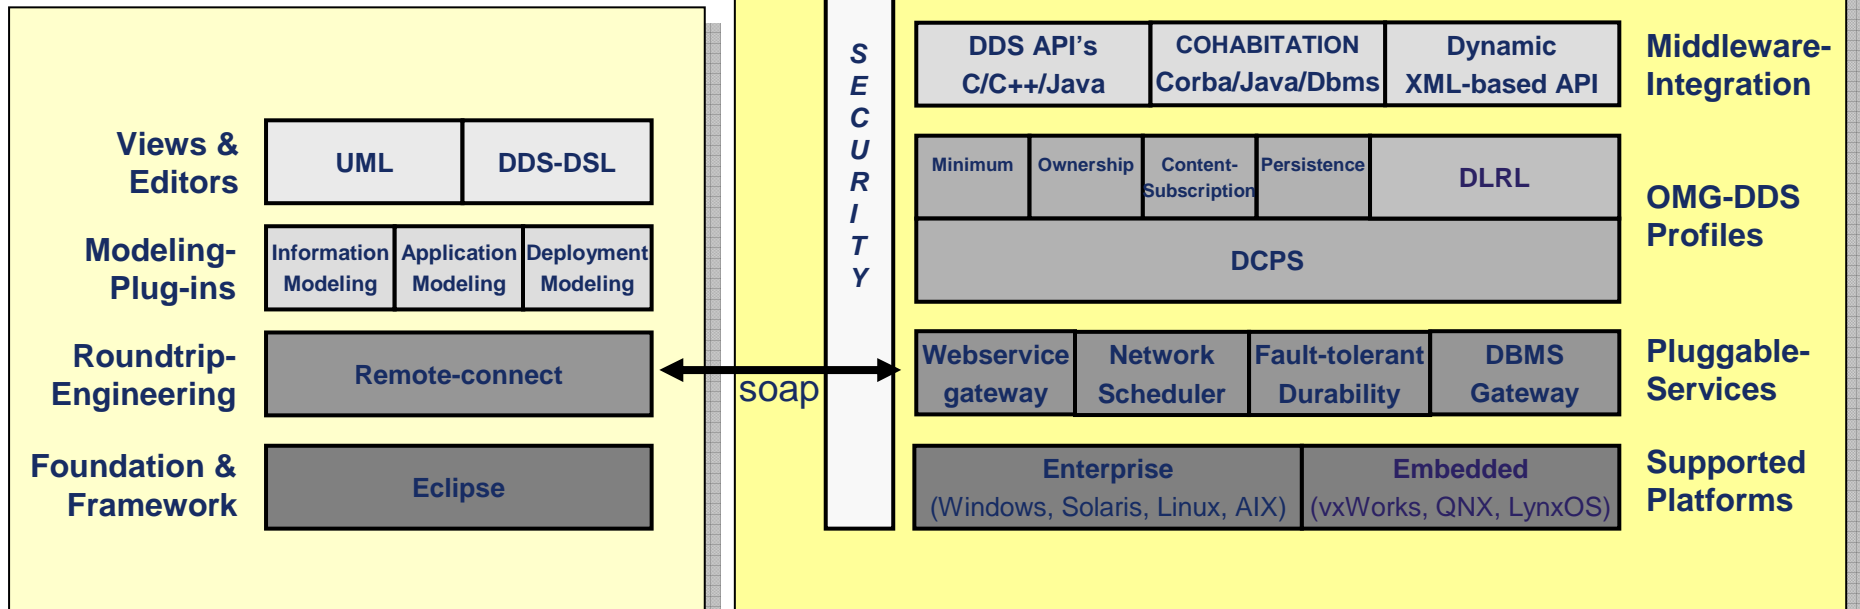 Views &
Editors
UML
DDS-DSL
Modeling-
Plug-ins
Information
Modeling
Application
Modeling
Deployment
Modeling
Roundtrip-
Engineering
Remote-connect
Foundation &
Framework
Eclipse
soap
S
E
C
U
R
I
T
Y
DDS API's
C/C++/Java
COHABITATION
Corba/Java/Dbms
Dynamic
XML-based API
Middleware-
Integration
Minimum
Ownership
Content-
Subscription
Persistence
DLRL
DCPS
OMG-DDS
Profiles
Webservice
gateway
Network
Scheduler
Fault-tolerant
Durability
DBMS
Gateway
Pluggable-
Services
Enterprise
(Windows, Solaris, Linux, AIX)
Embedded
(vxWorks, QNX, LynxOS)
Supported
Platforms